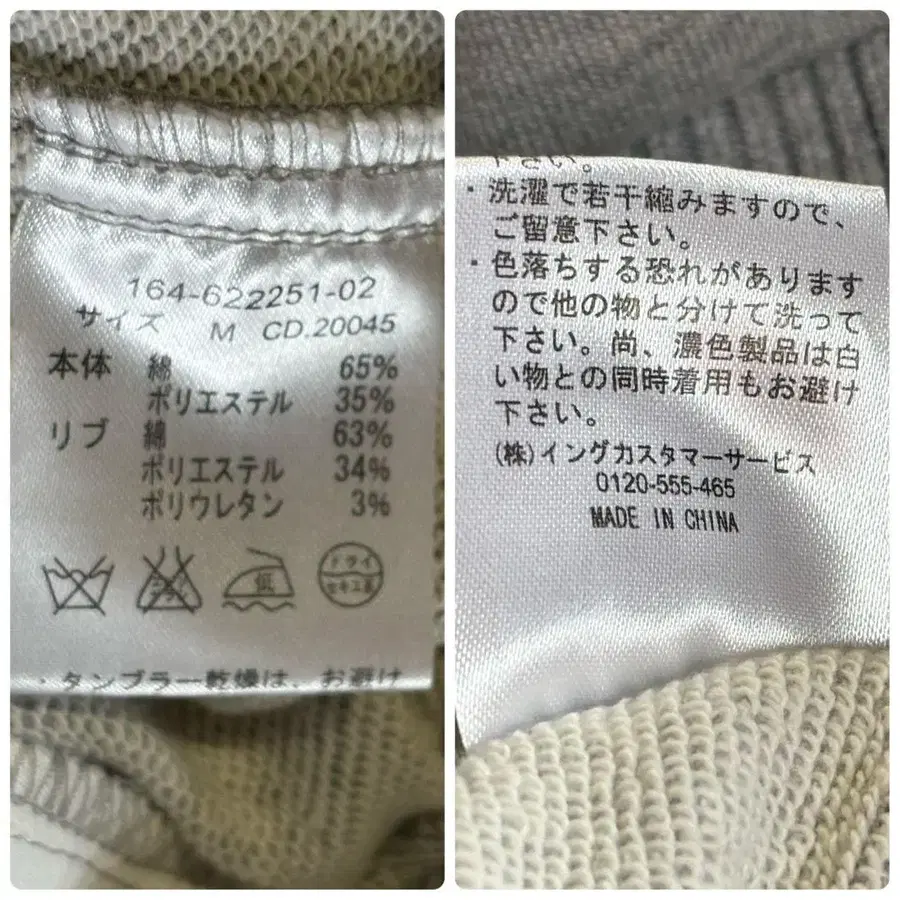 164-622251-02
サイズ M CD.20045
本体 綿 65%
ポリエステル 35%
リブ 綿 63%
ポリエステル 34%
ポリウレタン 3%
低
ドライ
セキユ系
・タンブラー乾燥は、お避け
下さい。
・洗濯で若干縮みますので、
ご留意下さい。
・色落ちする恐れがあります
ので他の物と分けて洗って
下さい。尚、濃色製品は白
い物との同時着用もお避け
下さい。
(株)イングカスタマーサービス
0120-555-465
MADE IN CHINA